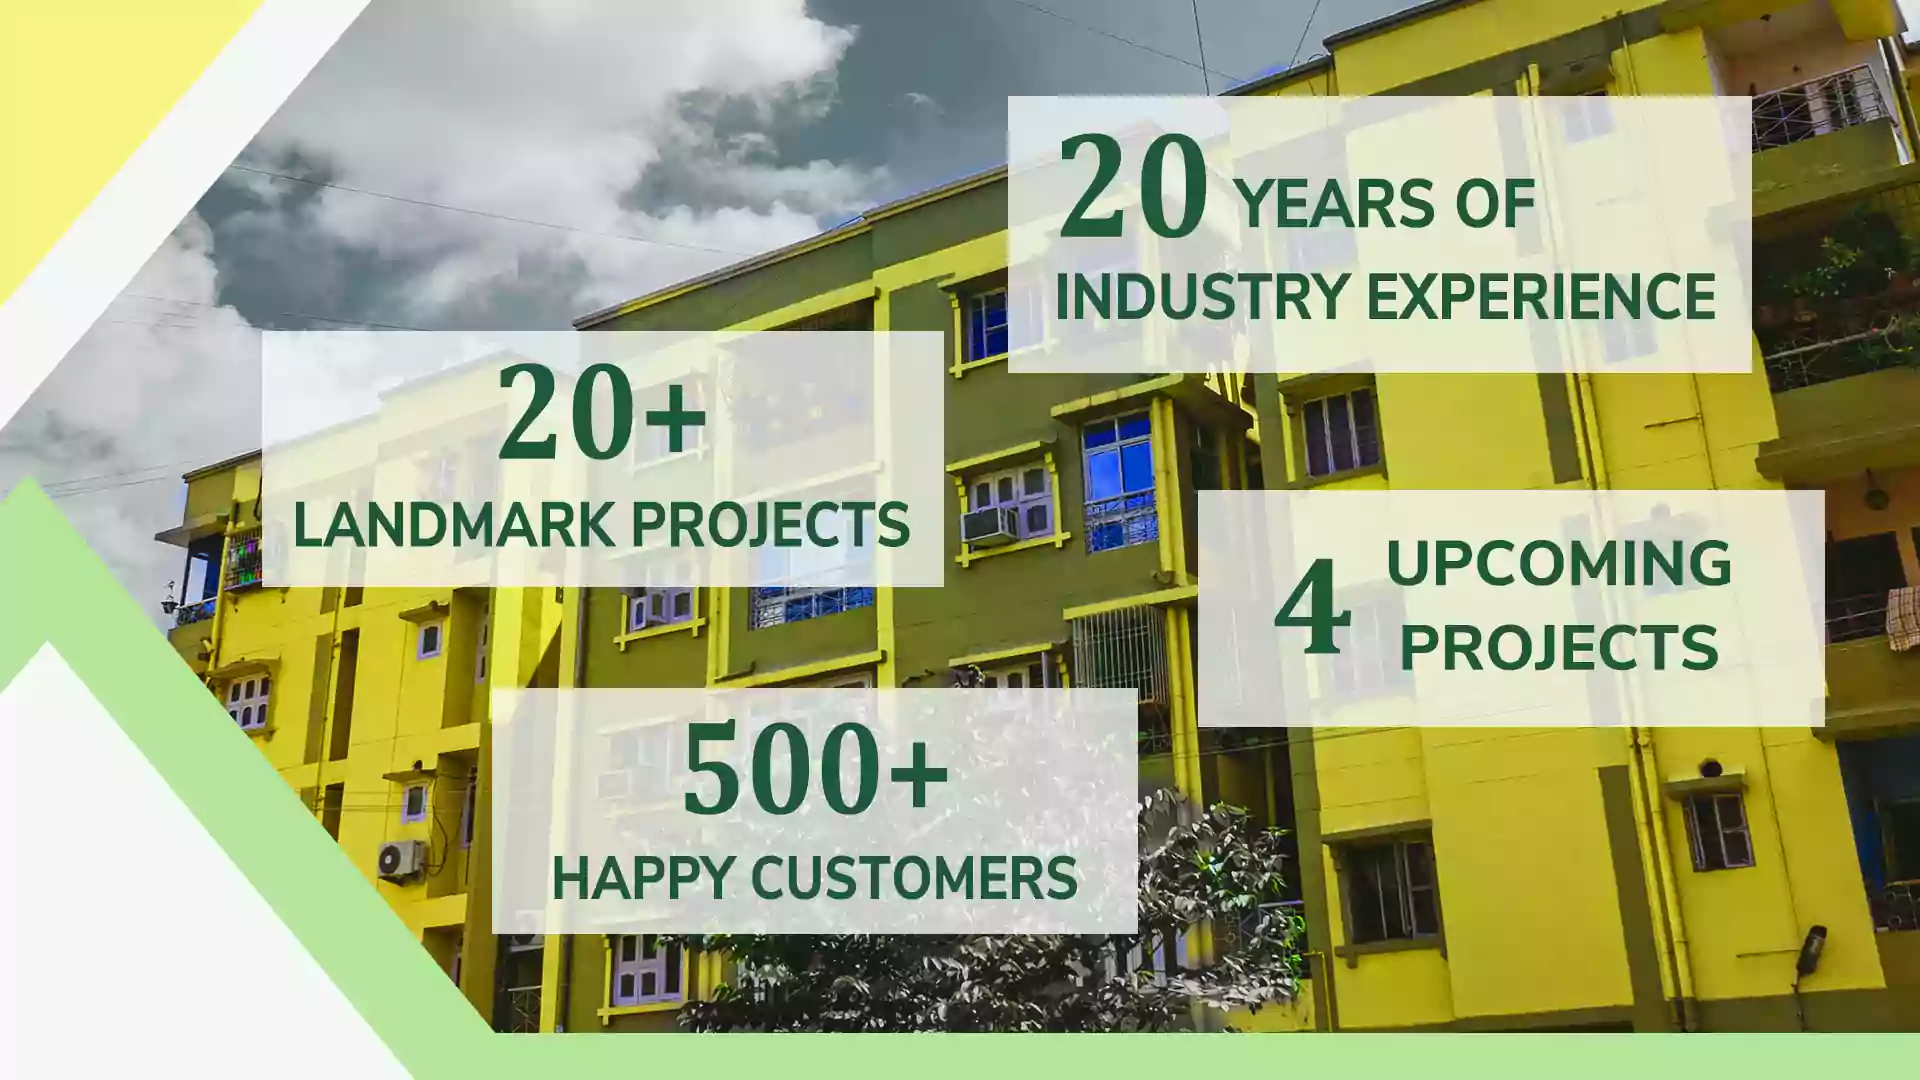 20 YEARS OF
INDUSTRY EXPERIENCE
20+
LANDMARK PROJECTS
4 UPCOMING
PROJECTS
500+
HAPPY CUSTOMERS